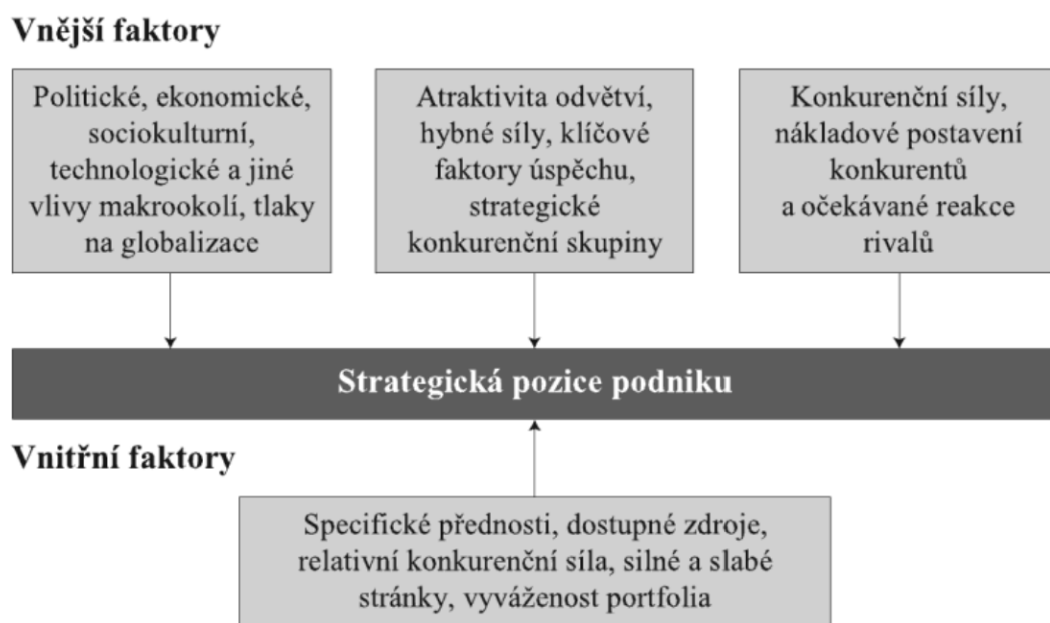 Vnější faktory
Politické, ekonomické,
sociokulturní,
technologické a jiné
vlivy makrookolí, tlaky
na globalizace
Atraktivita odvětví,
hybné síly, klíčové
faktory úspěchu,
strategické
konkurenční skupiny
Konkurenční síly,
nákladové postavení
konkurentů
a očekávané reakce
rivalů
Strategická pozice podniku
Vnitřní faktory
Specifické přednosti, dostupné zdroje,
relativní konkurenční síla, silné a slabé
stránky, vyváženost portfolia